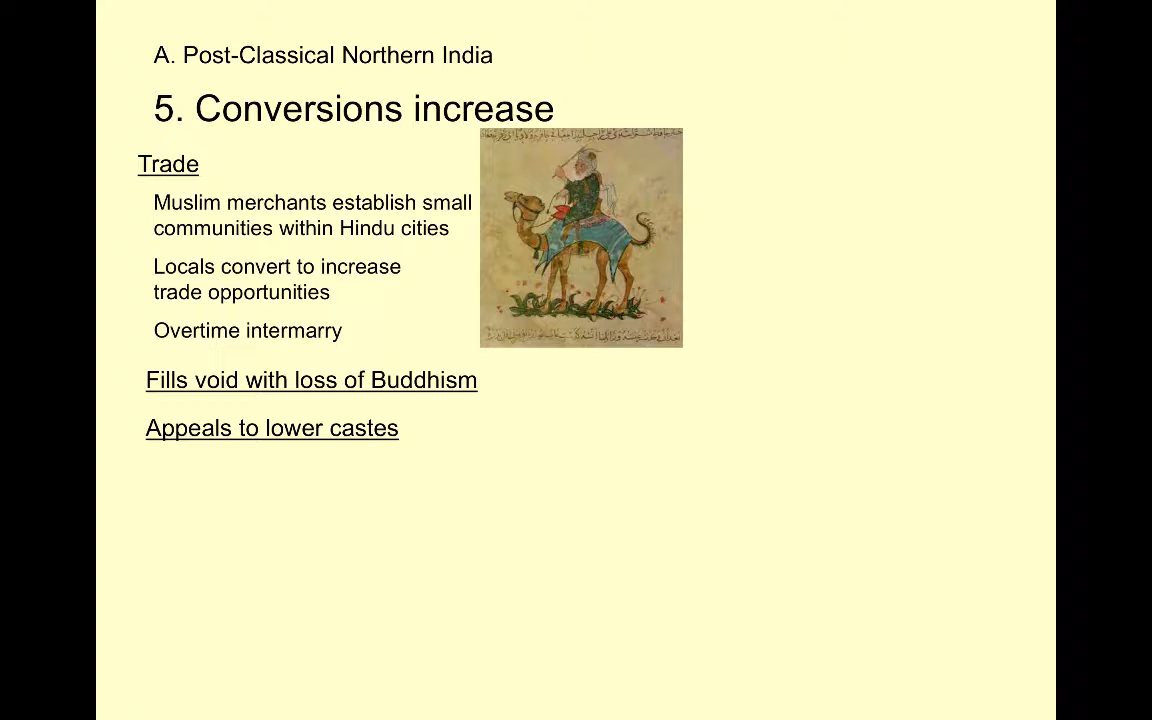 A. Post-Classical Northern India
5. Conversions increase
Trade
Muslim merchants establish small
communities within Hindu cities
Locals convert to increase
trade opportunities
Overtime intermarry
Fills void with loss of Buddhism
Appeals to lower castes